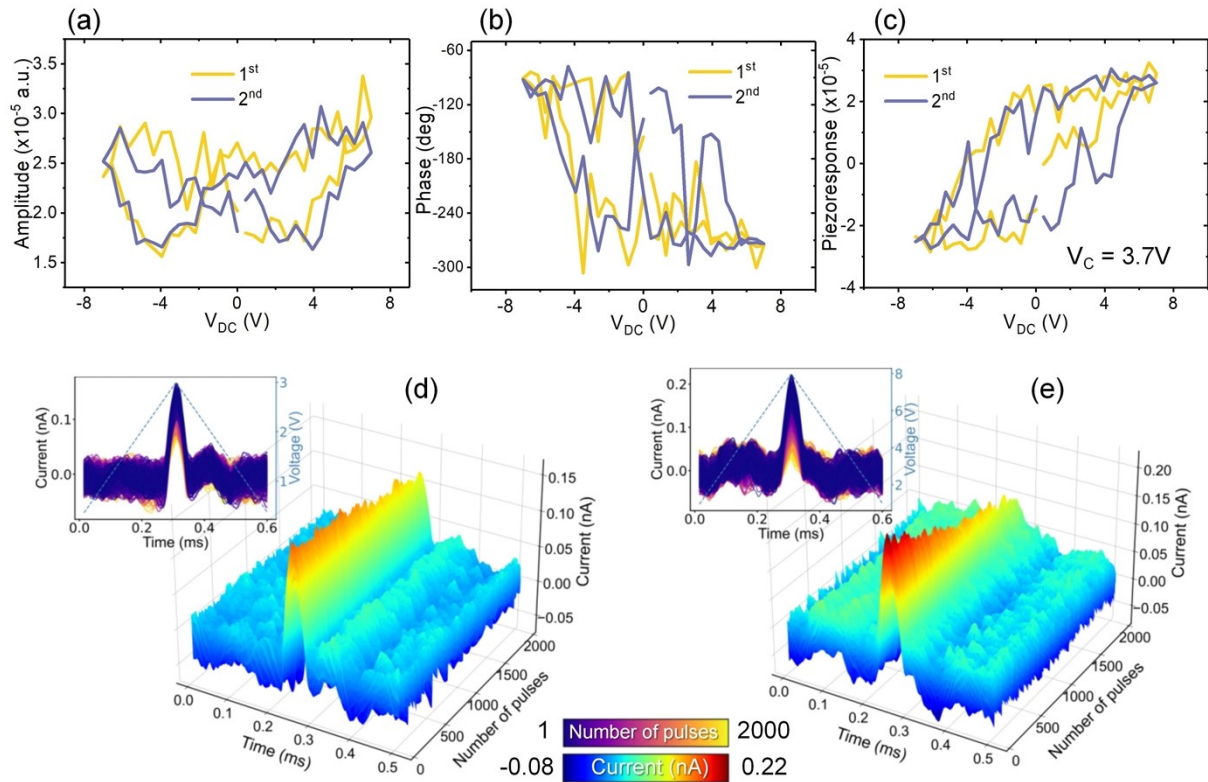 (a)
Amplitude (x10⁻⁵ a.u.)
3.5
3.0
2.5
2.0
1.5
1st
2nd
-8 -4 0 4 8
V_DC (V)
(b)
Phase (deg)
-60
-120
-180
-240
-300
1st
2nd
-8 -4 0 4 8
V_DC (V)
(c)
Piezoresponse (x10⁻⁵)
4
2
0
-2
-4
1st
2nd
V_C = 3.7V
-8 -4 0 4 8
V_DC (V)
(d)
Current (nA)
0.1
0.0
3
2
1
Voltage (V)
0.0 0.2 0.4 0.6
Time (ms)
0.15
0.10
0.05
0.00
-0.05
Current (nA)
0.0 0.1 0.2 0.3 0.4 0.5
Time (ms)
0 500 1000 1500 2000
Number of pulses
(e)
Current (nA)
0.2
0.1
0.0
8
6
4
2
Voltage (V)
0.0 0.2 0.4 0.6
Time (ms)
0.20
0.15
0.10
0.05
0.00
-0.05
Current (nA)
0.0 0.1 0.2 0.3 0.4 0.5
Time (ms)
0 500 1000 1500 2000
Number of pulses
1 Number of pulses 2000
-0.08 Current (nA) 0.22